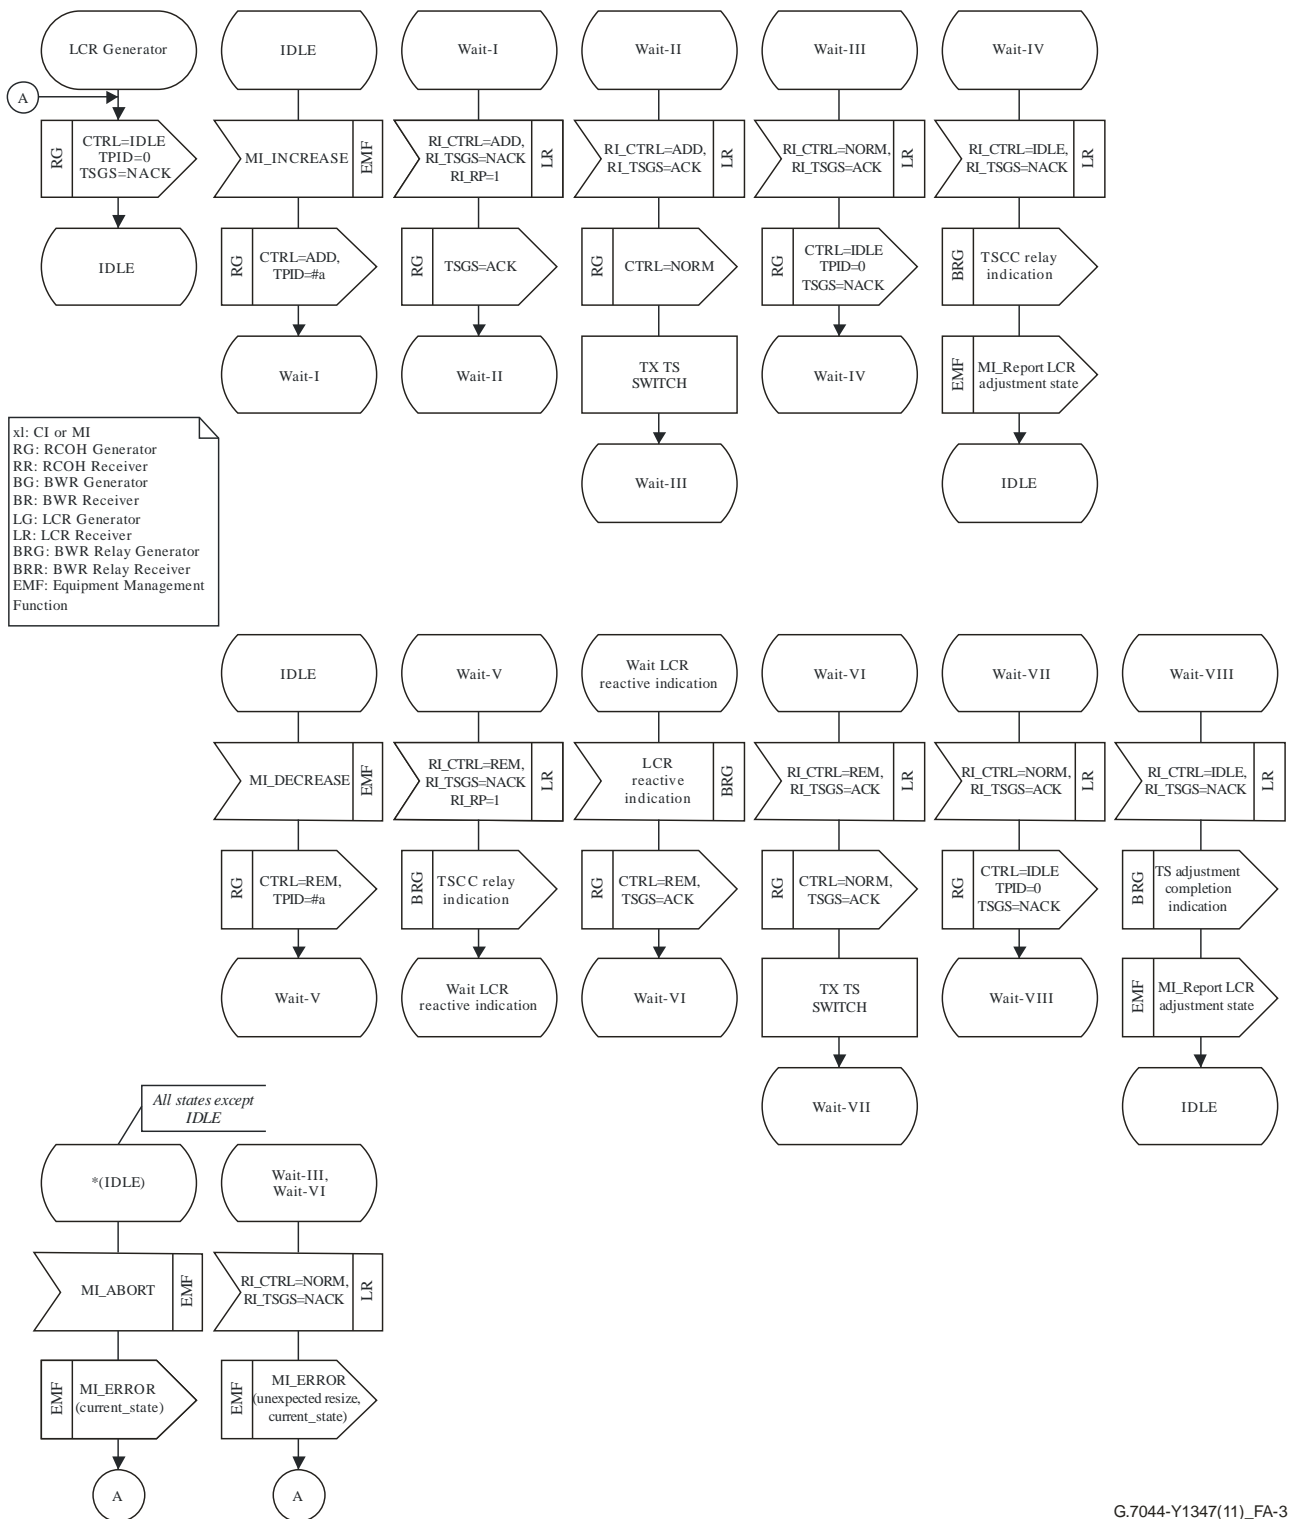 LCR Generator
A
RG
CTRL=IDLE
TPID=0
TSGS=NACK
IDLE
IDLE
MI_INCREASE
EMF
RG
CTRL=ADD,
TPID=#a
Wait-I
Wait-I
RI_CTRL=ADD,
RI_TSGS=NACK
RI_RP=1
LR
RG
TSGS=ACK
Wait-II
Wait-II
RI_CTRL=ADD,
RI_TSGS=ACK
LR
RG
CTRL=NORM
TX TS
SWITCH
Wait-III
Wait-III
RI_CTRL=NORM,
RI_TSGS=ACK
LR
RG
CTRL=IDLE
TPID=0
TSGS=NACK
Wait-IV
Wait-IV
RI_CTRL=IDLE,
RI_TSGS=NACK
LR
BRG
TSCC relay
indication
EMF
MI_Report LCR
adjustment state
IDLE
xl: CI or MI
RG: RCOH Generator
RR: RCOH Receiver
BG: BWR Generator
BR: BWR Receiver
LG: LCR Generator
LR: LCR Receiver
BRG: BWR Relay Generator
BRR: BWR Relay Receiver
EMF: Equipment Management
Function
IDLE
MI_DECREASE
EMF
RG
CTRL=REM,
TPID=#a
Wait-V
Wait-V
RI_CTRL=REM,
RI_TSGS=NACK
RI_RP=1
LR
BRG
TSCC relay
indication
Wait LCR
reactive indication
Wait LCR
reactive indication
LCR
reactive
indication
BRG
RG
CTRL=REM,
TSGS=ACK
Wait-VI
Wait-VI
RI_CTRL=REM,
RI_TSGS=ACK
LR
RG
CTRL=NORM,
TSGS=ACK
TX TS
SWITCH
Wait-VII
Wait-VII
RI_CTRL=NORM,
RI_TSGS=ACK
LR
RG
CTRL=IDLE
TPID=0
TSGS=NACK
Wait-VIII
Wait-VIII
RI_CTRL=IDLE,
RI_TSGS=NACK
LR
BRG
TS adjustment
completion
indication
EMF
MI_Report LCR
adjustment state
IDLE
All states except
IDLE
*(IDLE)
MI_ABORT
EMF
EMF
MI_ERROR
(current_state)
A
Wait-III,
Wait-VI
RI_CTRL=NORM,
RI_TSGS=NACK
LR
EMF
MI_ERROR
(unexpected resize,
current_state)
A
G.7044-Y1347(11)_FA-3